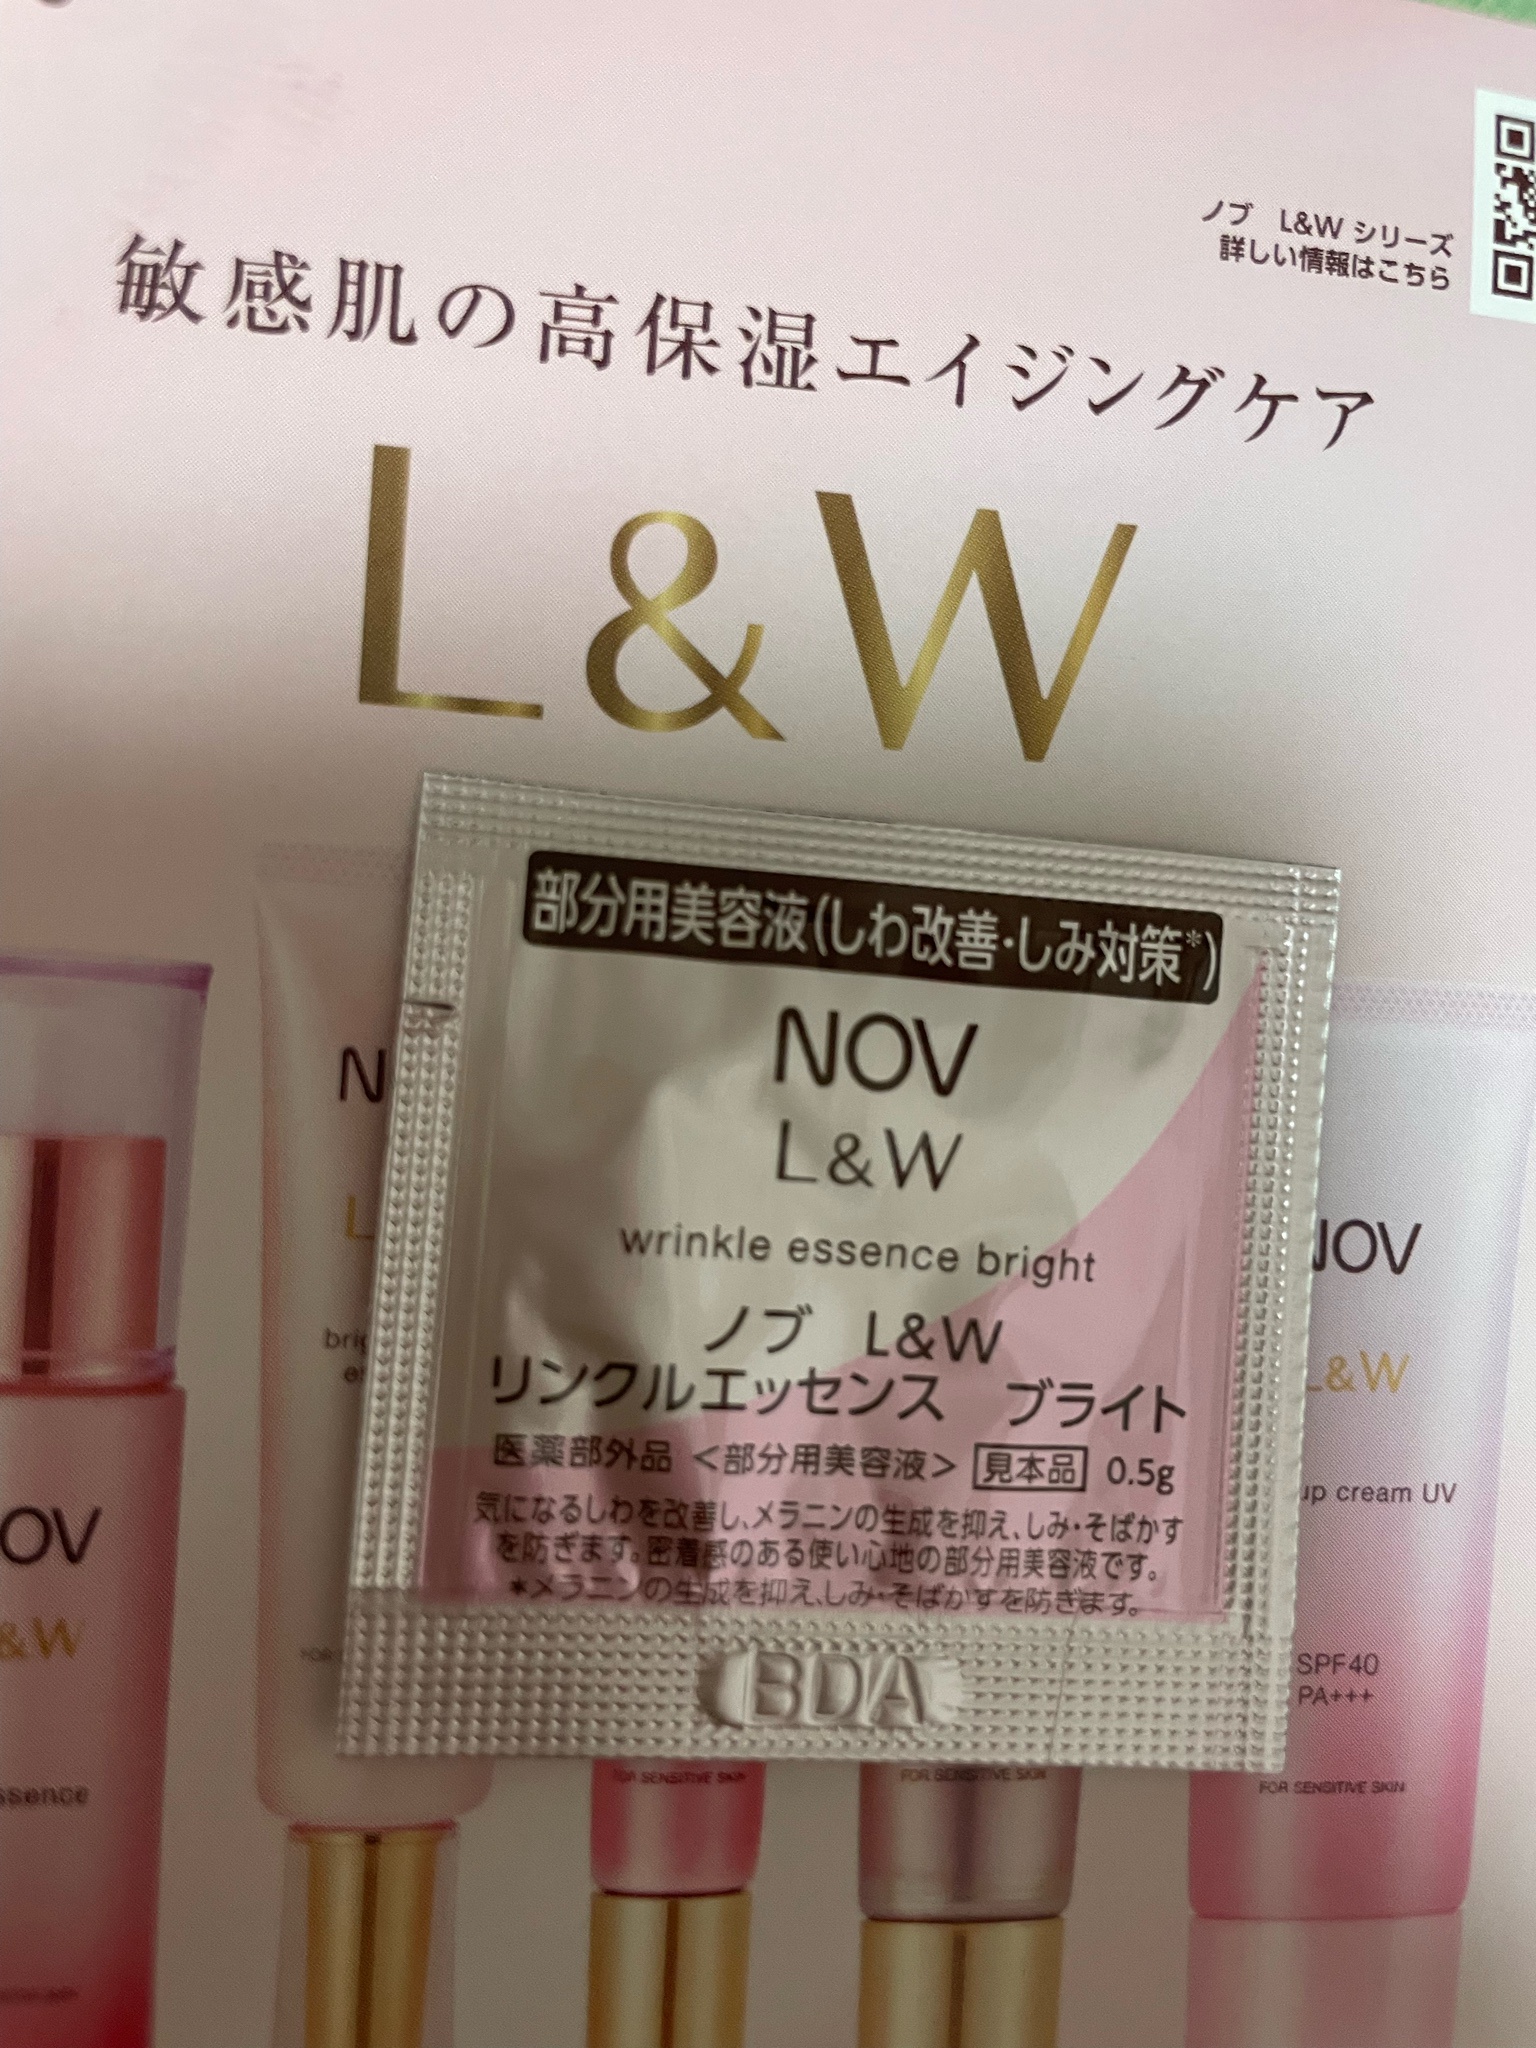 ノブ L&W シリーズ
詳しい情報はこちら
敏感肌の高保湿エイジングケア
L&W
部分用美容液(しわ改善・しみ対策*)
NOV
L&W
wrinkle essence bright
ノブ L&W
リンクルエッセンス ブライト
医薬部外品 <部分用美容液> 見本品 0.5g
気になるしわを改善し、メラニンの生成を抑え、しみ・そばかす
を防ぎます。密着感のある使い心地の部分用美容液です。
*メラニンの生成を抑え、しみ・そばかすを防ぎます。
BDA
N
L
OV
&W
NOV
L&W
up cream UV
SPF40
PA+++
FOR SENSITIVE SKIN
FOR SENSITIVE SKIN
FOR SENSITIVE SKIN